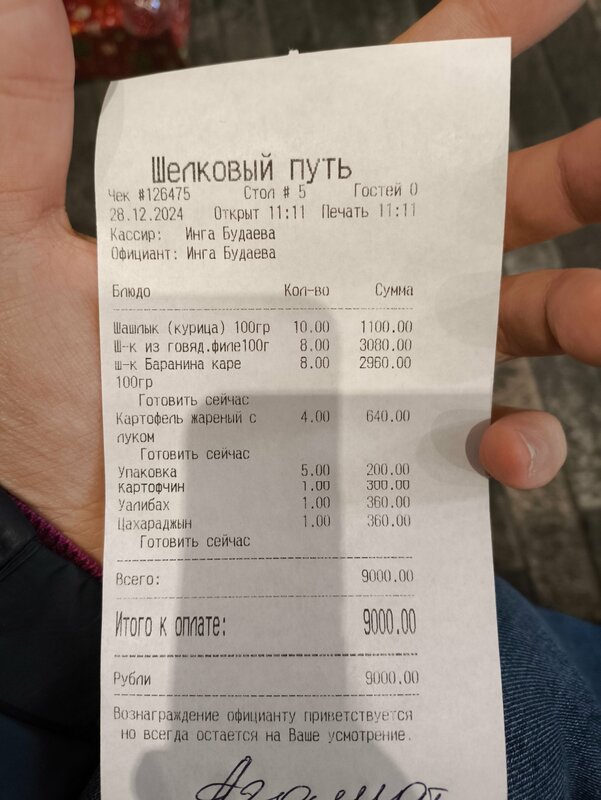 Шелковый путь
Чек #126475 Стол # 5 Гостей 0
28.12.2024 Открыт 11:11 Печать 11:11
Кассир: Инга Будаева
Официант: Инга Будаева
Блюдо Кол-во Сумма
Шашлык (курица) 100гр 10.00 1100.00
Ш-к из говяд.филе100г 8.00 3080.00
ш-к Баранина каре 8.00 2960.00
100гр
Готовить сейчас
Картофель жареный с 4.00 640.00
луком
Готовить сейчас
Упаковка 5.00 200.00
Картофчин 1.00 300.00
Уалибах 1.00 360.00
Цахараджын 1.00 360.00
Готовить сейчас
Всего: 9000.00
Итого к оплате: 9000.00
Рубли 9000.00
Вознаграждение официанту приветствуется
но всегда остается на Ваше усмотрение.